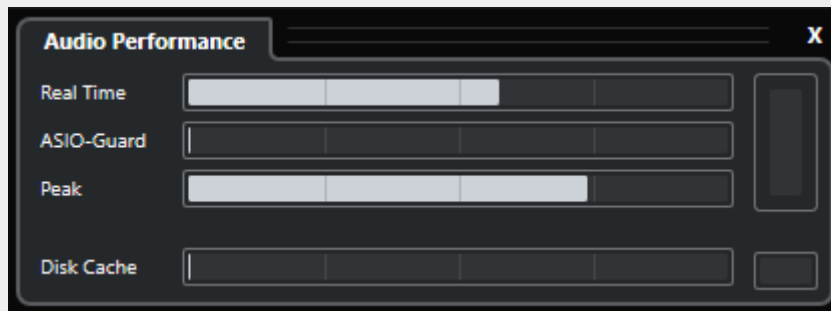 Audio Performance
X
Real Time
ASIO-Guard
Peak
Disk Cache